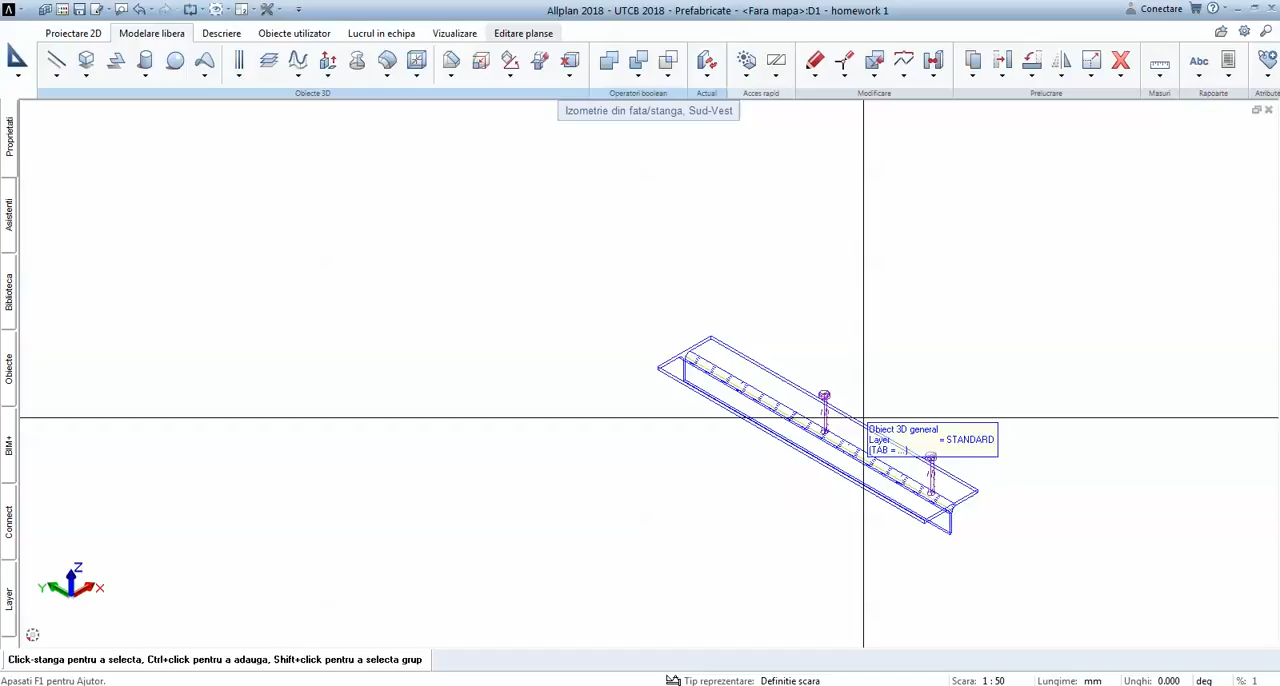 Allplan 2018 - UTCB 2018 - Prefabricate - <Fara mapa>:D1 - homework 1
Conectare
Proiectare 2D
Modelare libera
Descriere
Obiecte utilizator
Lucrul in echipa
Vizualizare
Editare planse
Abc
Obiecte 3D
Operatori boolean
Actual
Acces rapid
Modificare
Prelucrare
Masuri
Rapoarte
Atribute
Izometrie din fata/stanga, Sud-Vest
Proprietati
Asistenti
Biblioteca
Obiecte
BIM+
Connect
Layer
Obiect 3D general
Layer = STANDARD
[TAB = ...]
Z
Y
X
Click-stanga pentru a selecta, Ctrl+click pentru a adauga, Shift+click pentru a selecta grup
Apasati F1 pentru Ajutor.
Tip reprezentare: Definitie scara
Scara: 1 : 50
Lungime: mm
Unghi: 0.000 deg
%: 1